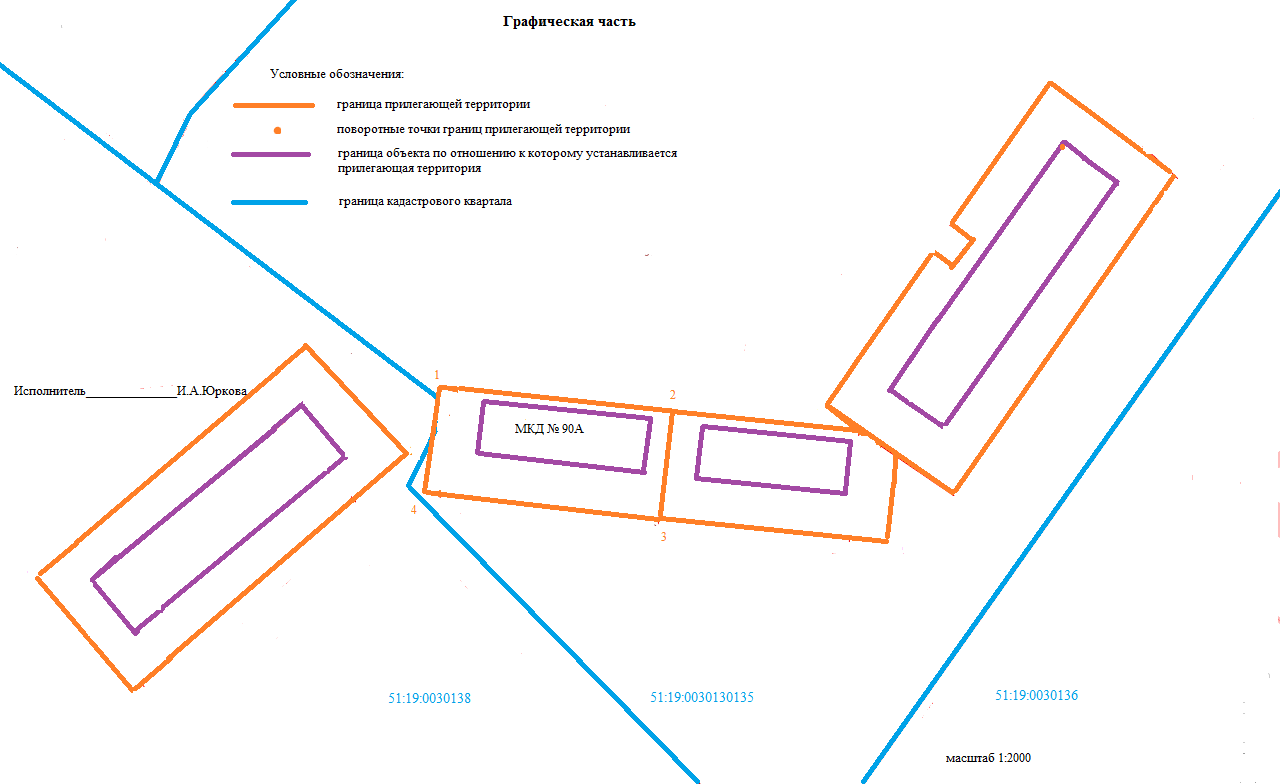 Графическая часть
Условные обозначения:
граница прилегающей территории
поворотные точки границ прилегающей территории
граница объекта по отношению к которому устанавливается
прилегающая территория
граница кадастрового квартала
1
2
Исполнитель_______________И.А.Юркова
МКД № 90А
4
3
51:19:0030138
51:19:0030130135
51:19:0030136
масштаб 1:2000